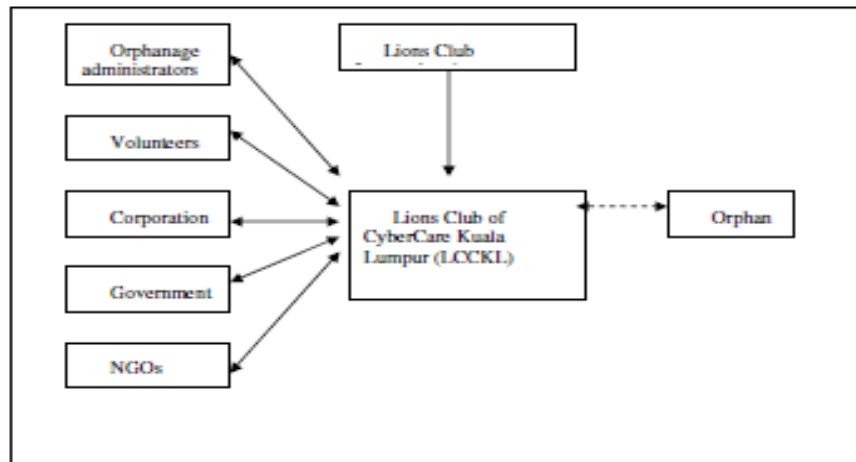 Orphanage
administrators
Lions Club
Volunteers
Corporation
Lions Club of
CyberCare Kuala
Lumpur (LCCKL)
Orphan
Government
NGOs